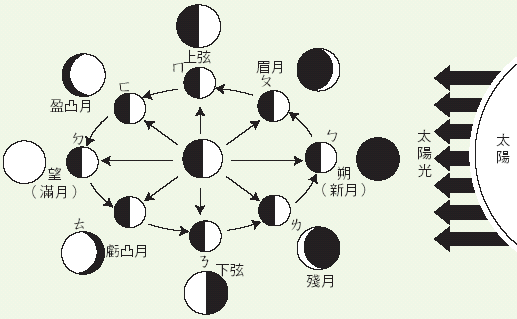 上弦
ㄇ
眉月
ㄆ
ㄈ
盈凸月
ㄉ
ㄅ
望
（滿月）
朔
（新月）
太陽光
太陽
ㄊ
虧凸月
ㄋ
下弦
ㄌ
殘月